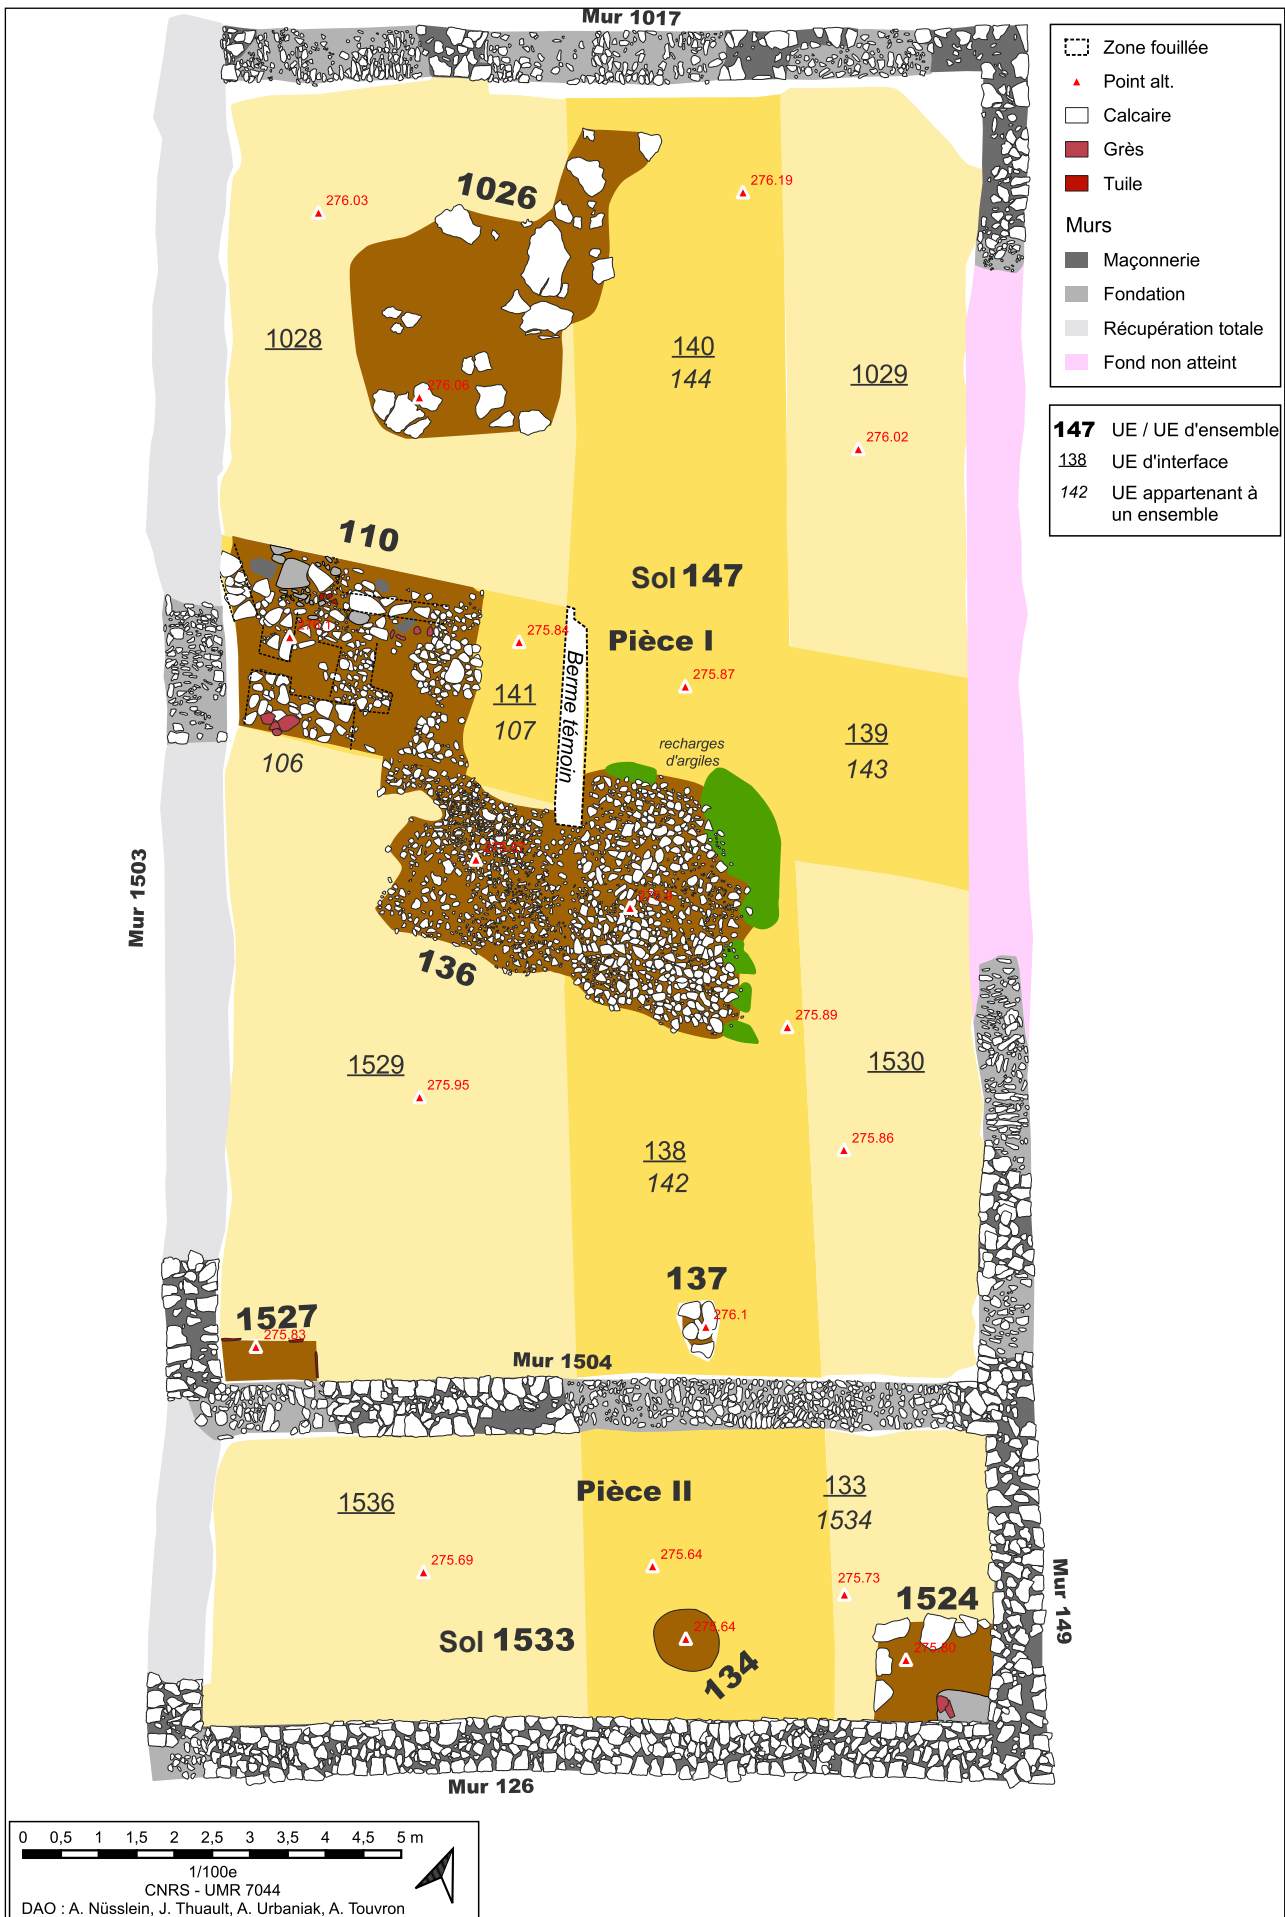 Mur 1017
Zone fouillée
Point alt.
Calcaire
Grès
Tuile
Murs
Maçonnerie
Fondation
Récupération totale
Fond non atteint
147 UE / UE d'ensemble
138 UE d'interface
142 UE appartenant à
un ensemble
1026
276.03
276.19
1028
140
144
1029
276.06
276.02
110
Sol 147
276.1
275.84
Pièce I
275.87
Berme témoin
141
107
106
recharges
d'argiles
139
143
Mur 1503
136
275.89
1529
1530
275.95
275.86
138
142
137
276.1
1527
275.83
Mur 1504
Pièce II
1536
133
1534
275.69
275.64
275.73
1524
Sol 1533
275.64
134
275.80
Mur 149
Mur 126
0 0,5 1 1,5 2 2,5 3 3,5 4 4,5 5 m
1/100e
CNRS - UMR 7044
DAO : A. Nüsslein, J. Thuault, A. Urbaniak, A. Touvron